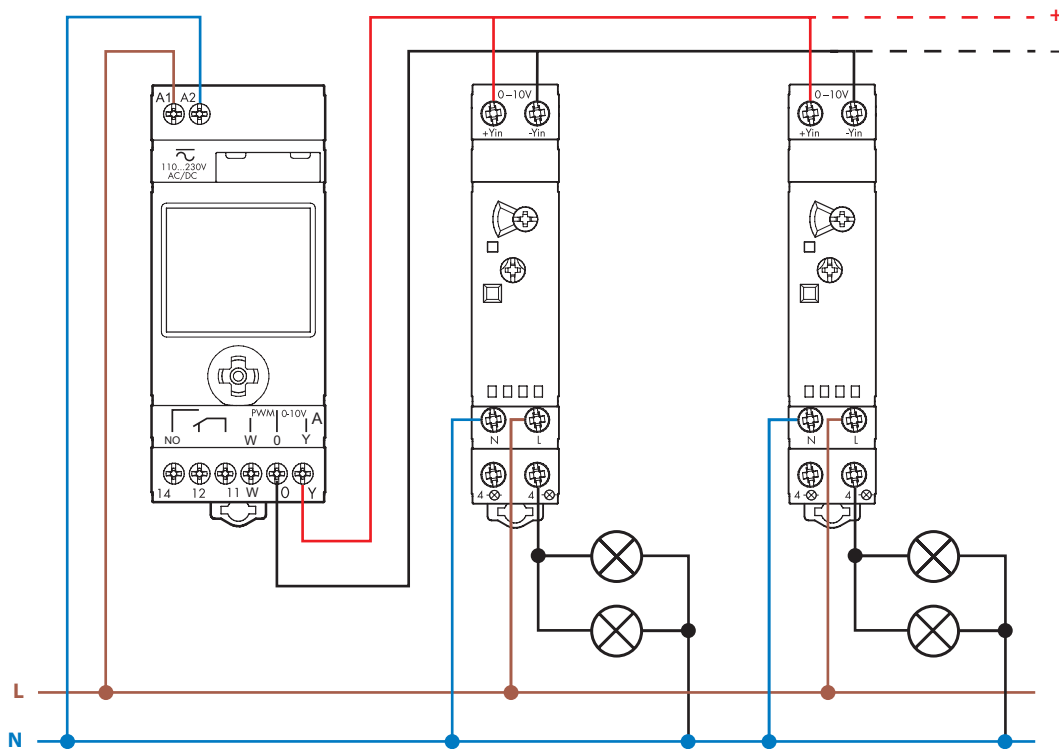 +
–
A1 A2
110...230V
AC/DC
PWM 0-10V A
NO W 0 Y
14 12 11 W 0 Y
0–10V
+Yin -Yin
N L
4 4
0–10V
+Yin -Yin
N L
4 4
L
N